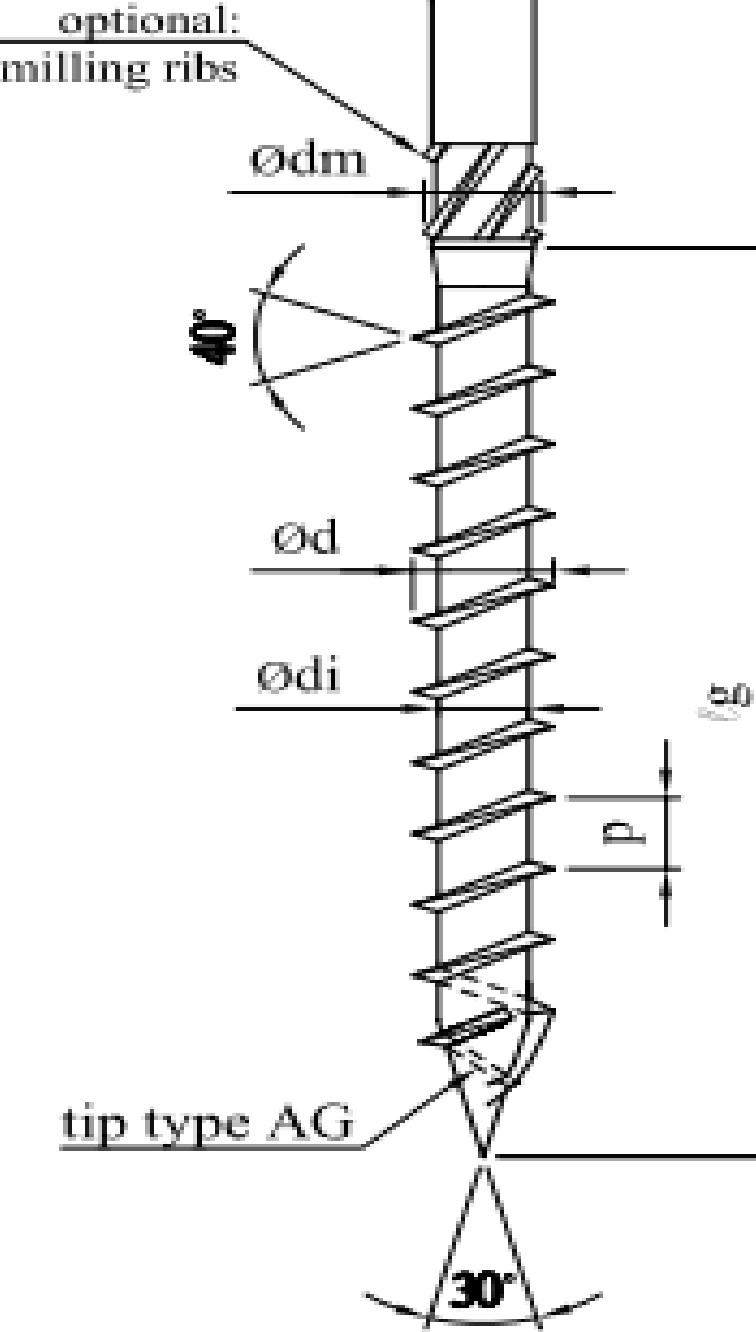 optional:
milling ribs
Ødm
40°
Ød
Ødi
p
tip type AG
30°